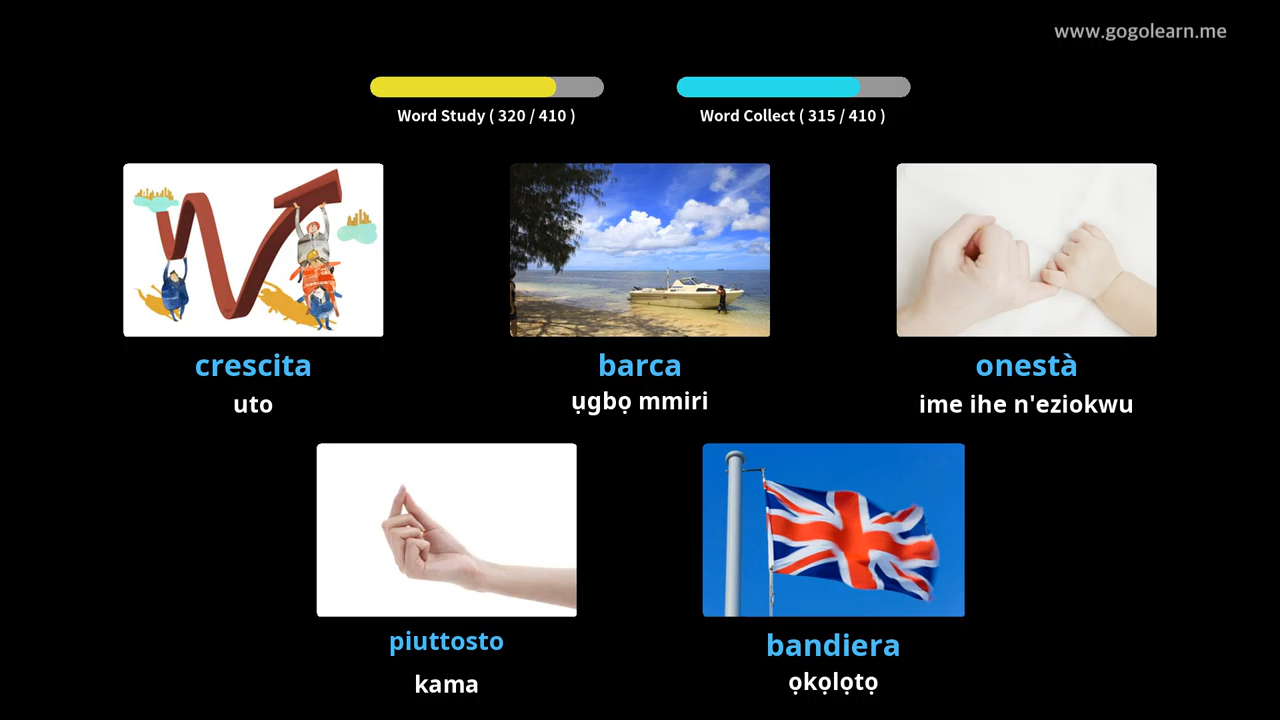 www.gogolearn.me
Word Study ( 320 / 410 )
Word Collect ( 315 / 410 )
crescita
uto
barca
ụgbọ mmiri
onestà
ime ihe n'eziokwu
piuttosto
kama
bandiera
ọkọlọtọ